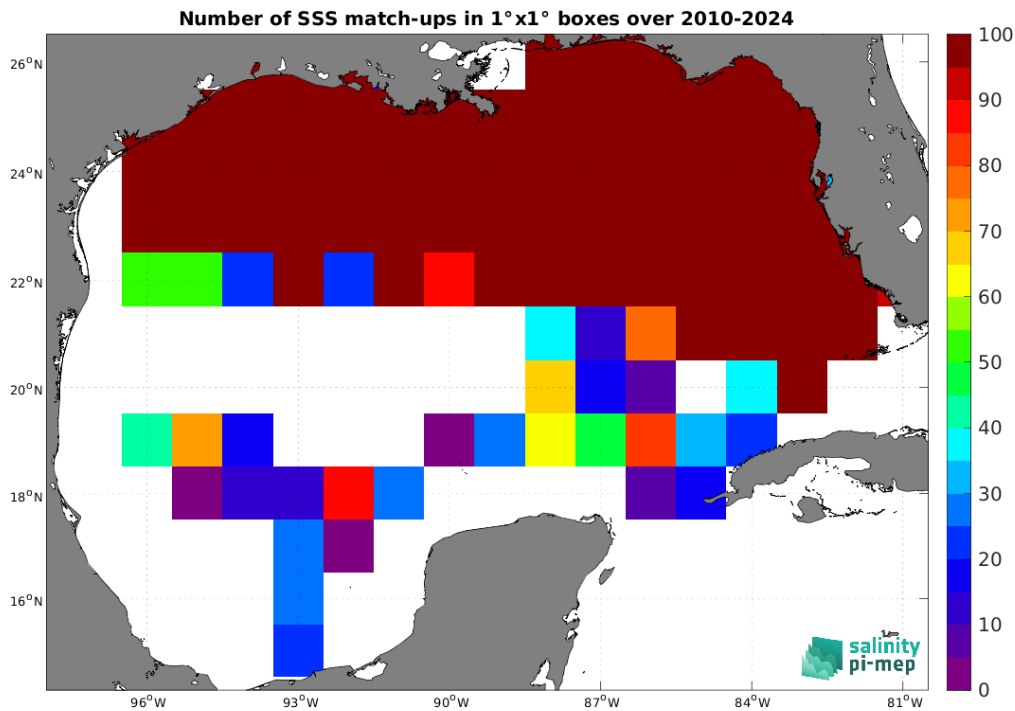 Number of SSS match-ups in 1°x1° boxes over 2010-2024
26°N
24°N
22°N
20°N
18°N
16°N
96°W
93°W
90°W
87°W
84°W
81°W
100
90
80
70
60
50
40
30
20
10
0
salinity
pi-mep